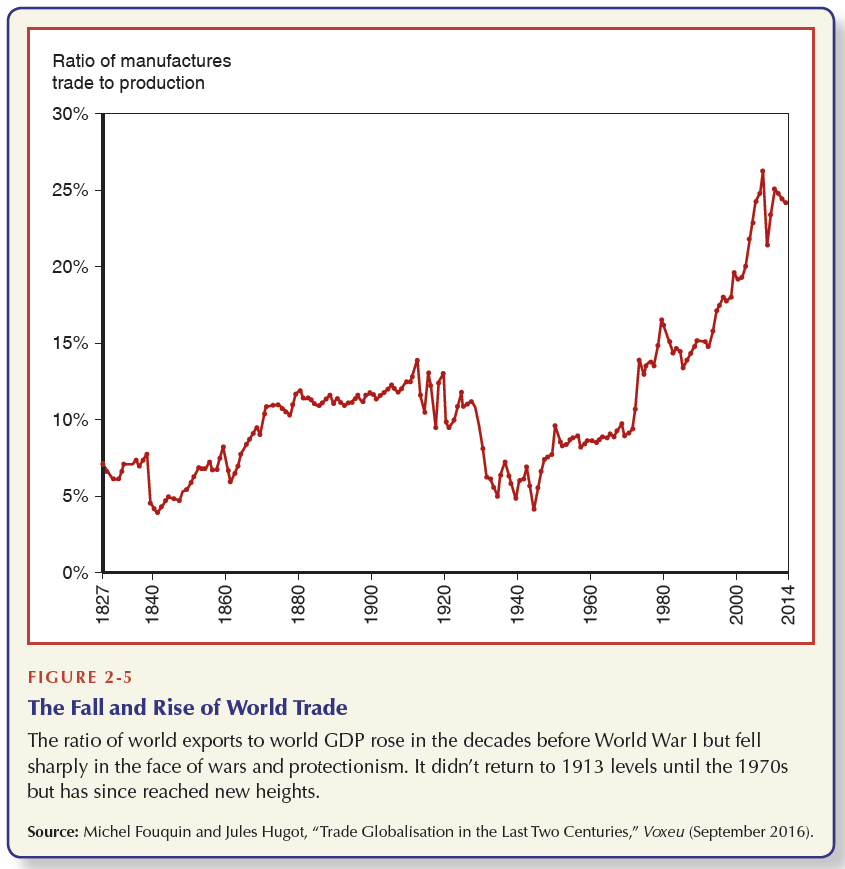 Ratio of manufactures
trade to production
30%
25%
20%
15%
10%
5%
0%
1827
1840
1860
1880
1900
1920
1940
1960
1980
2000
2014
FIGURE 2-5
The Fall and Rise of World Trade
The ratio of world exports to world GDP rose in the decades before World War I but fell
sharply in the face of wars and protectionism. It didn’t return to 1913 levels until the 1970s
but has since reached new heights.
Source: Michel Fouquin and Jules Hugot, “Trade Globalisation in the Last Two Centuries,” Voxeu (September 2016).